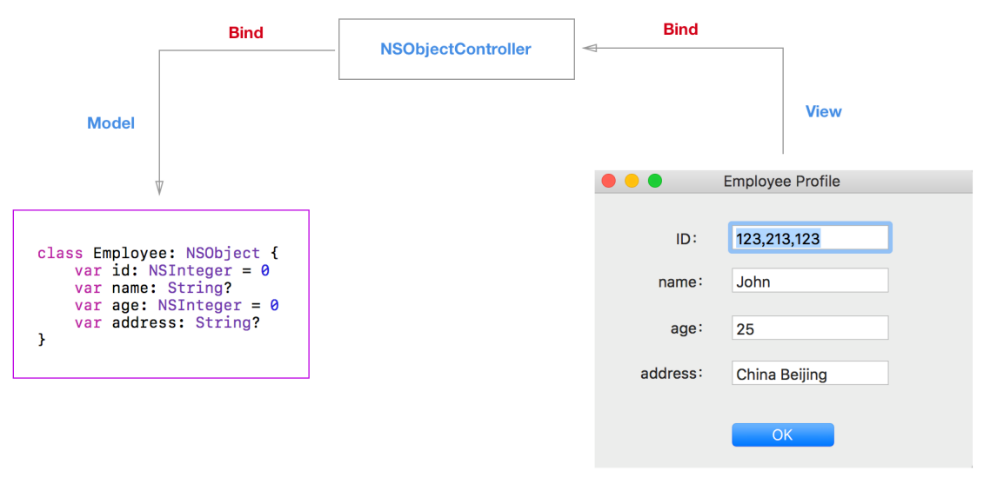 Bind
NSObjectController
Bind
Model
View
class Employee: NSObject {
    var id: NSInteger = 0
    var name: String?
    var age: NSInteger = 0
    var address: String?
}
Employee Profile
ID: 123,213,123
name: John
age: 25
address: China Beijing
OK